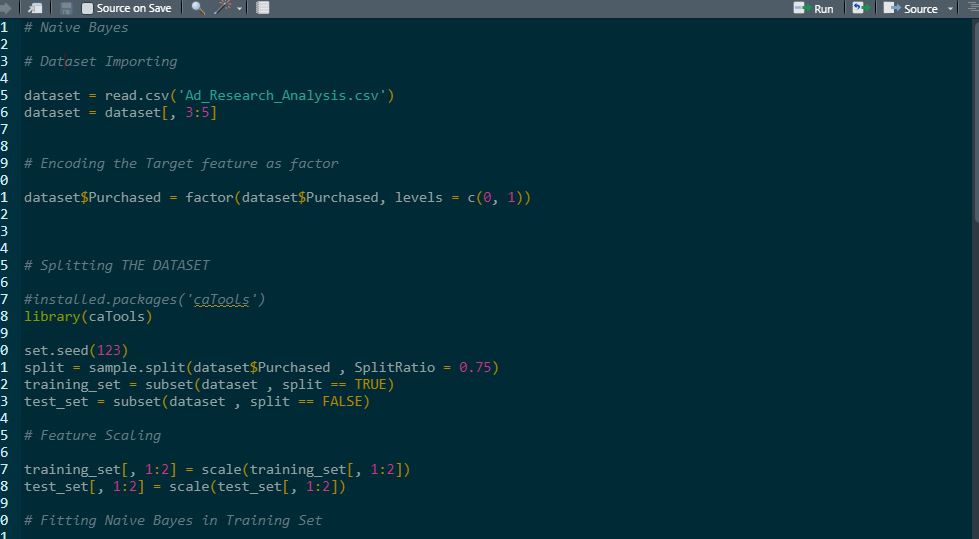 Source on Save Run Source
1 # Naive Bayes
2
3 # Dataset Importing
4
5 dataset = read.csv('Ad_Research_Analysis.csv')
6 dataset = dataset[, 3:5]
7
8
9 # Encoding the Target feature as factor
0
1 dataset$Purchased = factor(dataset$Purchased, levels = c(0, 1))
2
3
4
5 # Splitting THE DATASET
6
7 #installed.packages('caTools')
8 library(caTools)
9
0 set.seed(123)
1 split = sample.split(dataset$Purchased , SplitRatio = 0.75)
2 training_set = subset(dataset , split == TRUE)
3 test_set = subset(dataset , split == FALSE)
4
5 # Feature Scaling
6
7 training_set[, 1:2] = scale(training_set[, 1:2])
8 test_set[, 1:2] = scale(test_set[, 1:2])
9
0 # Fitting Naive Bayes in Training Set
1